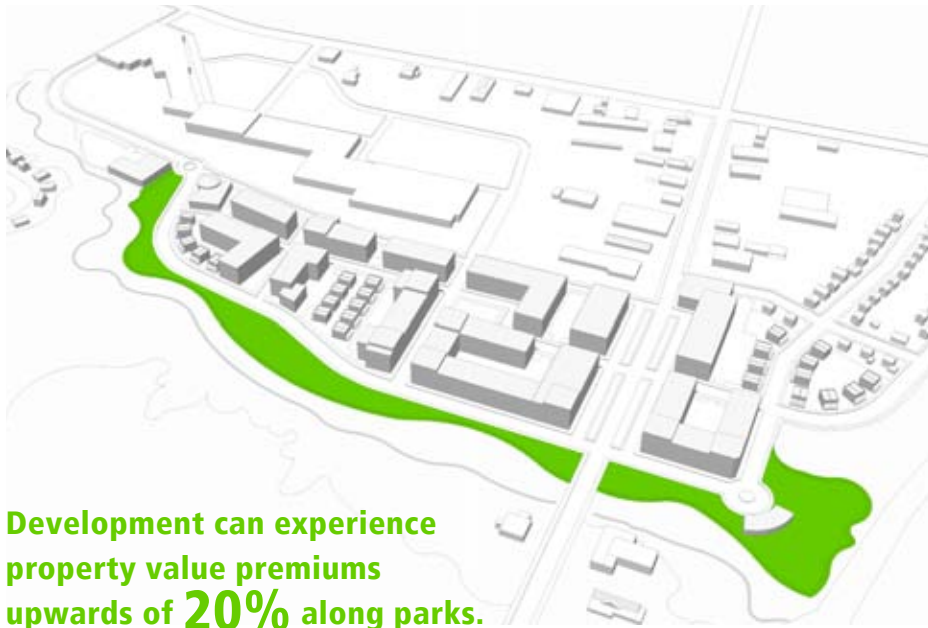 Development can experience
property value premiums
upwards of 20% along parks.